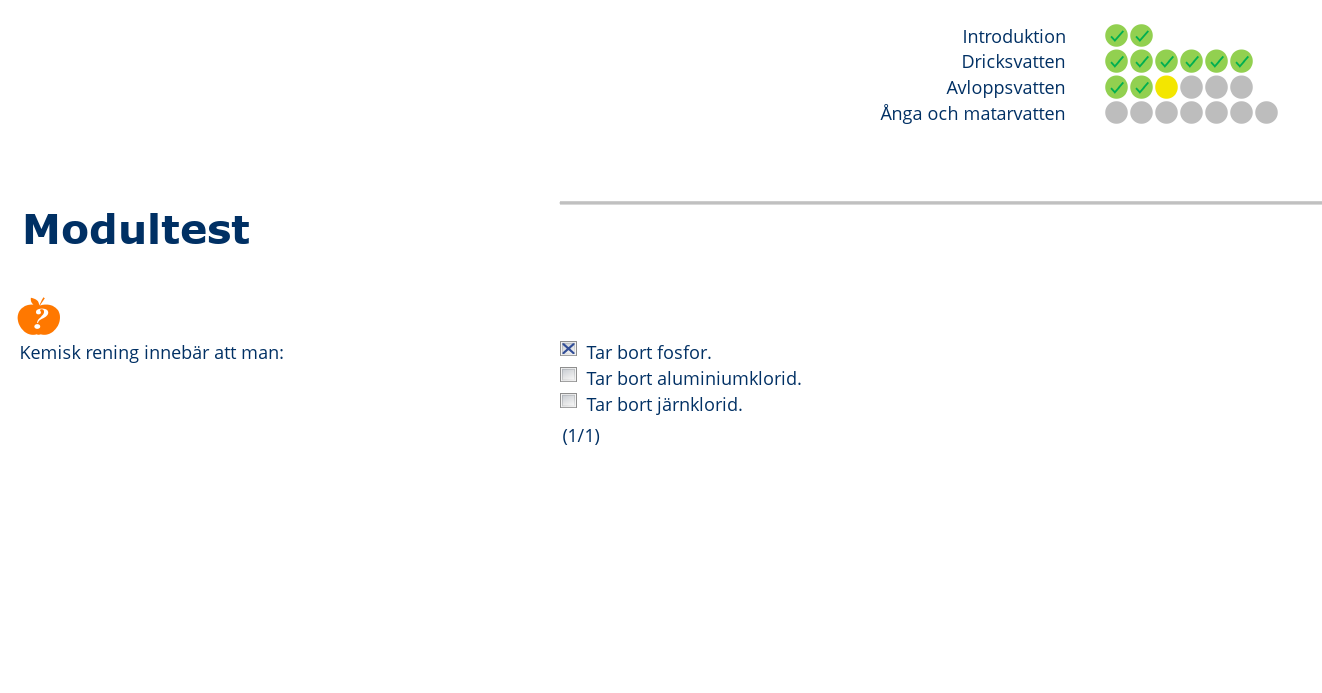 Introduktion
Dricksvatten
Avloppsvatten
Ånga och matarvatten
Modultest
?
Kemisk rening innebär att man:
Tar bort fosfor.
Tar bort aluminiumklorid.
Tar bort järnklorid.
(1/1)